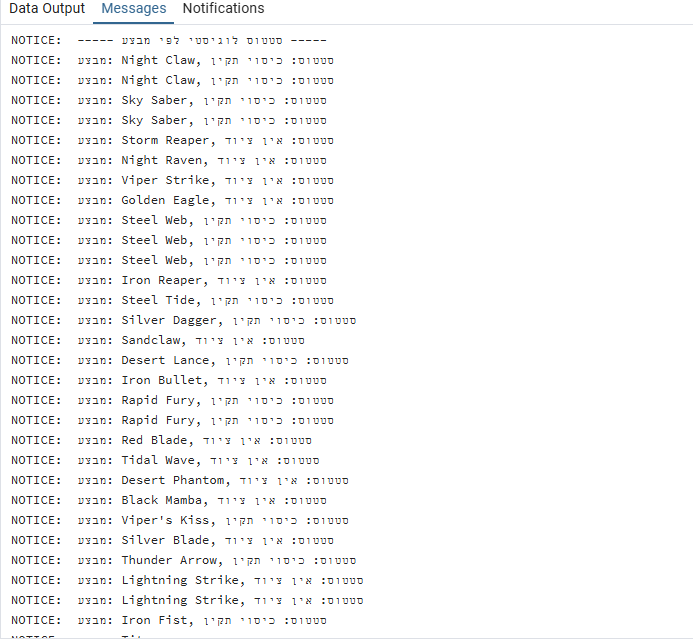 Data Output Messages Notifications
NOTICE: ----- סטטוס לוגיסטי לפי מבצע -----
NOTICE: מבצע: Night Claw, סטטוס: כיסוי תקין
NOTICE: מבצע: Night Claw, סטטוס: כיסוי תקין
NOTICE: מבצע: Sky Saber, סטטוס: כיסוי תקין
NOTICE: מבצע: Sky Saber, סטטוס: כיסוי תקין
NOTICE: מבצע: Storm Reaper, סטטוס: אין ציוד
NOTICE: מבצע: Night Raven, סטטוס: אין ציוד
NOTICE: מבצע: Viper Strike, סטטוס: אין ציוד
NOTICE: מבצע: Golden Eagle, סטטוס: אין ציוד
NOTICE: מבצע: Steel Web, סטטוס: כיסוי תקין
NOTICE: מבצע: Steel Web, סטטוס: כיסוי תקין
NOTICE: מבצע: Steel Web, סטטוס: כיסוי תקין
NOTICE: מבצע: Iron Reaper, סטטוס: אין ציוד
NOTICE: מבצע: Steel Tide, סטטוס: כיסוי תקין
NOTICE: מבצע: Silver Dagger, סטטוס: כיסוי תקין
NOTICE: מבצע: Sandclaw, סטטוס: אין ציוד
NOTICE: מבצע: Desert Lance, סטטוס: כיסוי תקין
NOTICE: מבצע: Iron Bullet, סטטוס: אין ציוד
NOTICE: מבצע: Rapid Fury, סטטוס: כיסוי תקין
NOTICE: מבצע: Rapid Fury, סטטוס: כיסוי תקין
NOTICE: מבצע: Red Blade, סטטוס: אין ציוד
NOTICE: מבצע: Tidal Wave, סטטוס: אין ציוד
NOTICE: מבצע: Desert Phantom, סטטוס: אין ציוד
NOTICE: מבצע: Black Mamba, סטטוס: אין ציוד
NOTICE: מבצע: Viper's Kiss, סטטוס: כיסוי תקין
NOTICE: מבצע: Silver Blade, סטטוס: אין ציוד
NOTICE: מבצע: Thunder Arrow, סטטוס: כיסוי תקין
NOTICE: מבצע: Lightning Strike, סטטוס: אין ציוד
NOTICE: מבצע: Lightning Strike, סטטוס: אין ציוד
NOTICE: מבצע: Iron Fist, סטטוס: כיסוי תקין